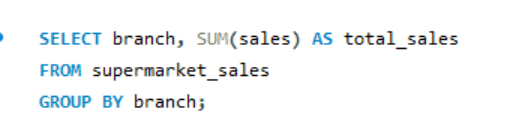 SELECT branch, SUM(sales) AS total_sales
FROM supermarket_sales
GROUP BY branch;